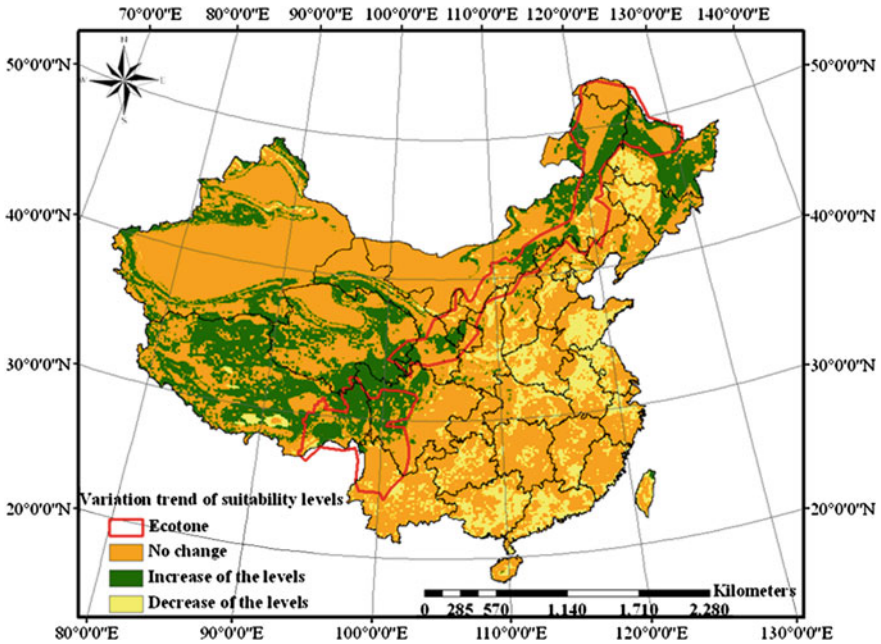 70°0'0"E 80°0'0"E 90°0'0"E 100°0'0"E 110°0'0"E 120°0'0"E 130°0'0"E 140°0'0"E
N
W E
S
50°0'0"N 50°0'0"N
40°0'0"N 40°0'0"N
30°0'0"N 30°0'0"N
20°0'0"N 20°0'0"N
Variation trend of suitability levels
Ecotone
No change
Increase of the levels
Decrease of the levels
Kilometers
0 285 570 1,140 1,710 2,280
80°0'0"E 90°0'0"E 100°0'0"E 110°0'0"E 120°0'0"E 130°0'0"E